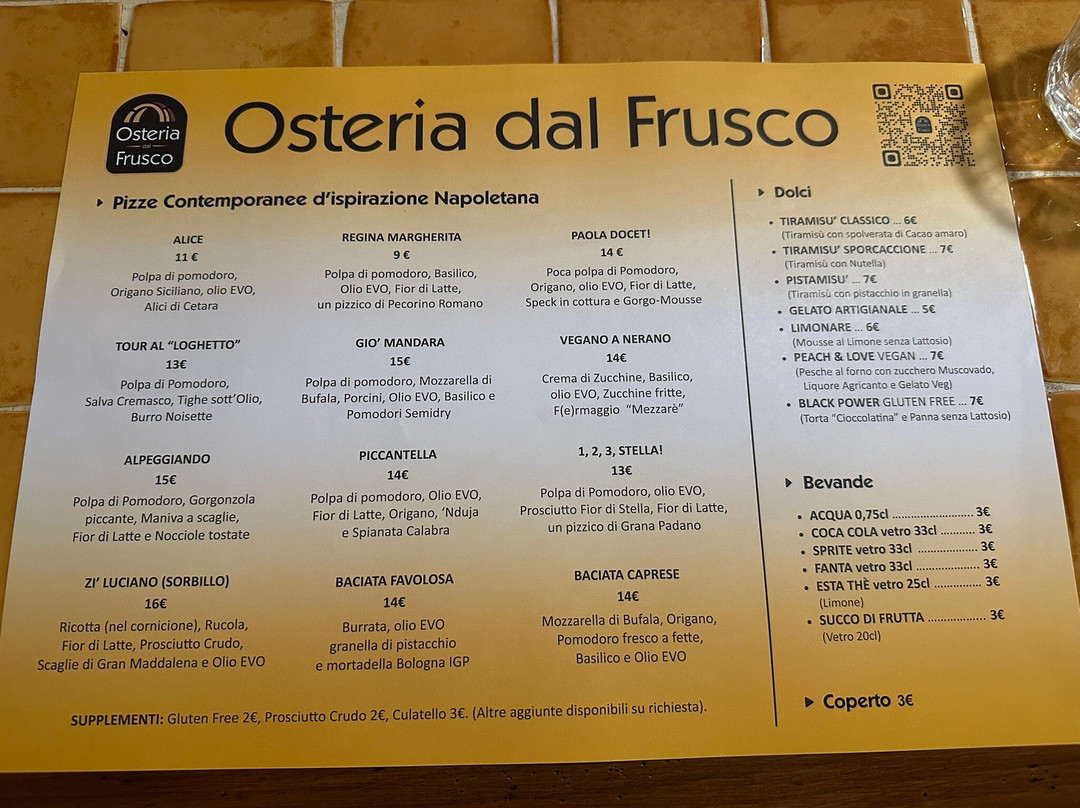 Osteria
dal
Frusco
Osteria dal Frusco
Pizze Contemporanee d'ispirazione Napoletana
ALICE
11 €
Polpa di pomodoro,
Origano Siciliano, olio EVO,
Alici di Cetara
REGINA MARGHERITA
9 €
Polpa di pomodoro, Basilico,
Olio EVO, Fior di Latte,
un pizzico di Pecorino Romano
PAOLA DOCET!
14 €
Poca polpa di Pomodoro,
Origano, olio EVO, Fior di Latte,
Speck in cottura e Gorgo-Mousse
TOUR AL “LOGHETTO”
13€
Polpa di Pomodoro,
Salva Cremasco, Tighe sott'Olio,
Burro Noisette
GIO' MANDARA
15€
Polpa di pomodoro, Mozzarella di
Bufala, Porcini, Olio EVO, Basilico e
Pomodori Semidry
VEGANO A NERANO
14€
Crema di Zucchine, Basilico,
olio EVO, Zucchine fritte,
F(e)rmaggio “Mezzarè”
ALPEGGIANDO
15€
Polpa di Pomodoro, Gorgonzola
piccante, Maniva a scaglie,
Fior di Latte e Nocciole tostate
PICCANTELLA
14€
Polpa di pomodoro, Olio EVO,
Fior di Latte, Origano, 'Nduja
e Spianata Calabra
1, 2, 3, STELLA!
13€
Polpa di Pomodoro, olio EVO,
Prosciutto Fior di Stella, Fior di Latte,
un pizzico di Grana Padano
ZI' LUCIANO (SORBILLO)
16€
Ricotta (nel cornicione), Rucola,
Fior di Latte, Prosciutto Crudo,
Scaglie di Gran Maddalena e Olio EVO
BACIATA FAVOLOSA
14€
Burrata, olio EVO
granella di pistacchio
e mortadella Bologna IGP
BACIATA CAPRESE
14€
Mozzarella di Bufala, Origano,
Pomodoro fresco a fette,
Basilico e Olio EVO
SUPPLEMENTI: Gluten Free 2€, Prosciutto Crudo 2€, Culatello 3€. (Altre aggiunte disponibili su richiesta).
Dolci
TIRAMISU' CLASSICO ... 6€
(Tiramisù con spolverata di Cacao amaro)
TIRAMISU' SPORCACCIONE ... 7€
(Tiramisù con Nutella)
PISTAMISU' ... 7€
(Tiramisù con pistacchio in granella)
GELATO ARTIGIANALE ... 5€
LIMONARE ... 6€
(Mousse al Limone senza Lattosio)
PEACH & LOVE VEGAN ... 7€
(Pesche al forno con zucchero Muscovado,
Liquore Agricanto e Gelato Veg)
BLACK POWER GLUTEN FREE ... 7€
(Torta “Cioccolatina” e Panna senza Lattosio)
Bevande
ACQUA 0,75cl ........................ 3€
COCA COLA vetro 33cl .......... 3€
SPRITE vetro 33cl ................. 3€
FANTA vetro 33cl .................. 3€
ESTA THÈ vetro 25cl ............. 3€
(Limone)
SUCCO DI FRUTTA ................. 3€
(Vetro 20cl)
Coperto 3€